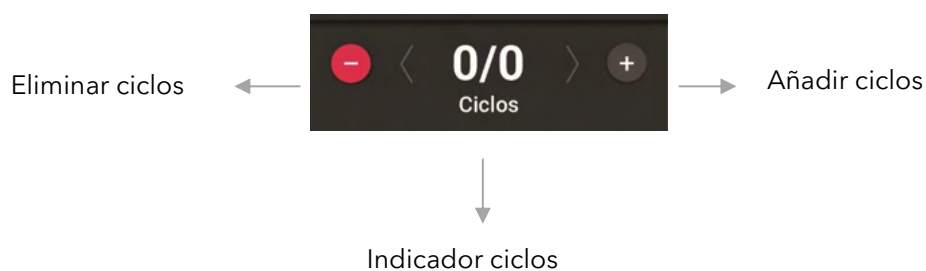 Eliminar ciclos
− < 0/0 > +
Ciclos
Añadir ciclos
Indicador ciclos